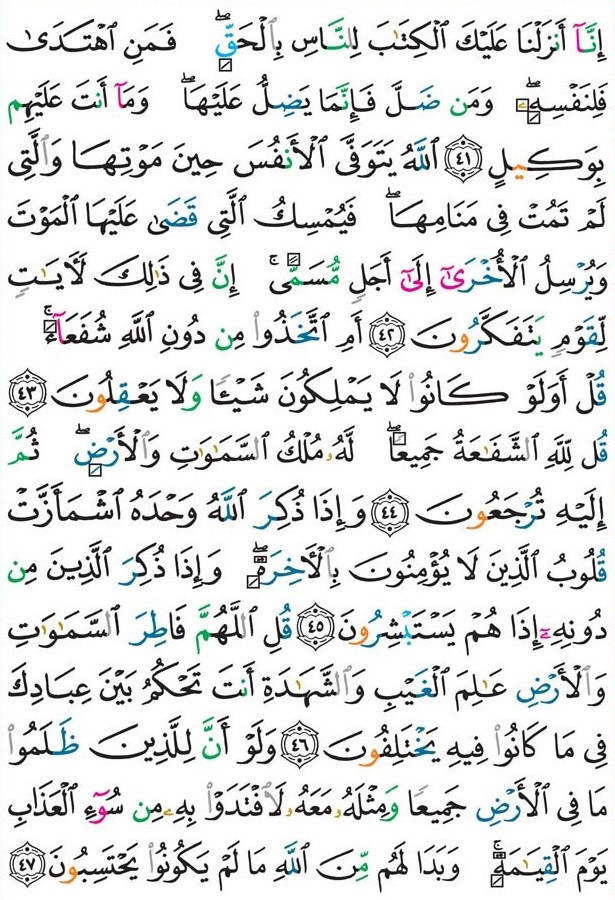 إِنَّآ أَنزَلْنَا عَلَيْكَ ٱلْكِتَٰبَ لِلنَّاسِ بِٱلْحَقِّ ۖ فَمَنِ ٱهْتَدَىٰ
فَلِنَفْسِهِۦ ۖ وَمَن ضَلَّ فَإِنَّمَا يَضِلُّ عَلَيْهَا ۖ وَمَآ أَنتَ عَلَيْهِم
بِوَكِيلٍ ٤١ ٱللَّهُ يَتَوَفَّى ٱلْأَنفُسَ حِينَ مَوْتِهَا وَٱلَّتِى
لَمْ تَمُتْ فِى مَنَامِهَا ۖ فَيُمْسِكُ ٱلَّتِى قَضَىٰ عَلَيْهَا ٱلْمَوْتَ
وَيُرْسِلُ ٱلْأُخْرَىٰٓ إِلَىٰٓ أَجَلٍ مُّسَمًّى ۚ إِنَّ فِى ذَٰلِكَ لَءَايَٰتٍ
لِّقَوْمٍ يَتَفَكَّرُونَ ٤٢ أَمِ ٱتَّخَذُوا۟ مِن دُونِ ٱللَّهِ شُفَعَآءَ ۚ
قُلْ أَوَلَوْ كَانُوا۟ لَا يَمْلِكُونَ شَيْـًٔا وَلَا يَعْقِلُونَ ٤٣
قُل لِّلَّهِ ٱلشَّفَٰعَةُ جَمِيعًا ۖ لَّهُۥ مُلْكُ ٱلسَّمَٰوَٰتِ وَٱلْأَرْضِ ۖ ثُمَّ
إِلَيْهِ تُرْجَعُونَ ٤٤ وَإِذَا ذُكِرَ ٱللَّهُ وَحْدَهُ ٱشْمَأَزَّتْ
قُلُوبُ ٱلَّذِينَ لَا يُؤْمِنُونَ بِٱلْءَاخِرَةِ ۖ وَإِذَا ذُكِرَ ٱلَّذِينَ مِن
دُونِهِۦٓ إِذَا هُمْ يَسْتَبْشِرُونَ ٤٥ قُلِ ٱللَّهُمَّ فَاطِرَ ٱلسَّمَٰوَٰتِ
وَٱلْأَرْضِ عَٰلِمَ ٱلْغَيْبِ وَٱلشَّهَٰدَةِ أَنتَ تَحْكُمُ بَيْنَ عِبَادِكَ
فِى مَا كَانُوا۟ فِيهِ يَخْتَلِفُونَ ٤٦ وَلَوْ أَنَّ لِلَّذِينَ ظَلَمُوا۟
مَا فِى ٱلْأَرْضِ جَمِيعًا وَمِثْلَهُۥ مَعَهُۥ لَٱفْتَدَوْا۟ بِهِۦ مِن سُوٓءِ ٱلْعَذَابِ
يَوْمَ ٱلْقِيَٰمَةِ ۚ وَبَدَا لَهُم مِّنَ ٱللَّهِ مَا لَمْ يَكُونُوا۟ يَحْتَسِبُونَ ٤٧